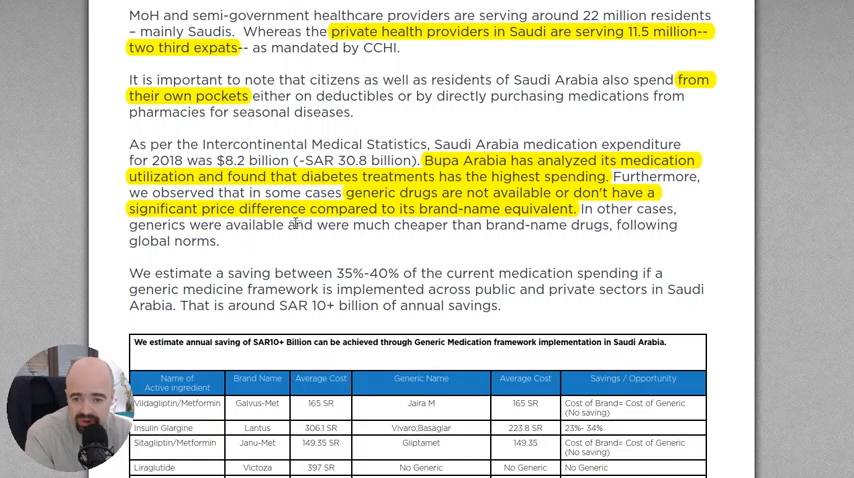 MoH and semi-government healthcare providers are serving around 22 million residents
– mainly Saudis. Whereas the private health providers in Saudi are serving 11.5 million--
two third expats-- as mandated by CCHI.
It is important to note that citizens as well as residents of Saudi Arabia also spend from
their own pockets either on deductibles or by directly purchasing medications from
pharmacies for seasonal diseases.
As per the Intercontinental Medical Statistics, Saudi Arabia medication expenditure
for 2018 was $8.2 billion (~SAR 30.8 billion). Bupa Arabia has analyzed its medication
utilization and found that diabetes treatments has the highest spending. Furthermore,
we observed that in some cases generic drugs are not available or don't have a
significant price difference compared to its brand-name equivalent. In other cases,
generics were available and were much cheaper than brand-name drugs, following
global norms.
We estimate a saving between 35%-40% of the current medication spending if a
generic medicine framework is implemented across public and private sectors in Saudi
Arabia. That is around SAR 10+ billion of annual savings.
We estimate annual saving of SAR10+ Billion can be achieved through Generic Medication framework implementation in Saudi Arabia.
Name of Active ingredient Brand Name Average Cost Generic Name Average Cost Savings / Opportunity
Vildagliptin/Metformin Galvus-Met 165 SR Jalra M 165 SR Cost of Brand= Cost of Generic
(No saving)
Insulin Glargine Lantus 306.1 SR Vivaro;Basaglar 223.8 SR 23%- 34%
Sitagliptin/Metformin Janu-Met 149.35 SR Gliptamet 149.35 Cost of Brand= Cost of Generic
(No saving)
Liraglutide Victoza 397 SR No Generic No Generic No Generic